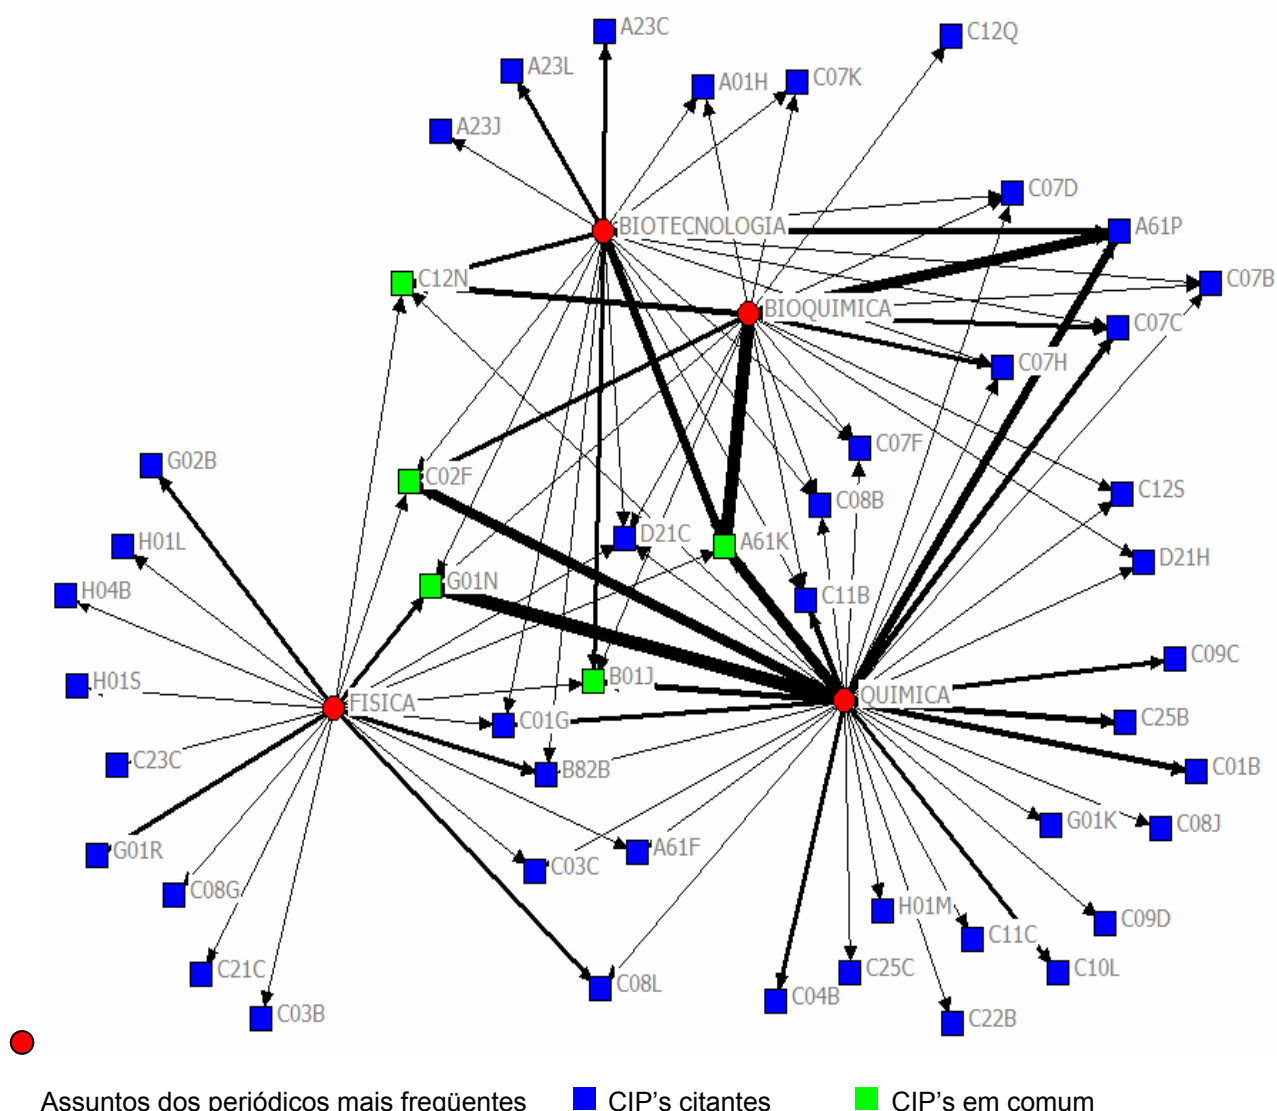 A23C
C12Q
A23L
A01H
C07K
A23J
C07D
BIOTECNOLOGIA
A61P
C12N
C07B
BIOQUIMICA
C07C
C07H
C07F
G02B
C02F
C12S
C08B
H01L
D21C
A61K
D21H
H04B
G01N
C11B
C09C
H01S
B01J
FISICA
QUIMICA
C01G
C25B
C23C
B82B
C01B
G01K
C08J
G01R
C03C
A61F
C08G
H01M
C09D
C11C
C21C
C08L
C25C
C10L
C04B
C03B
C22B
Assuntos dos periódicos mais freqüentes CIP's citantes CIP's em comum